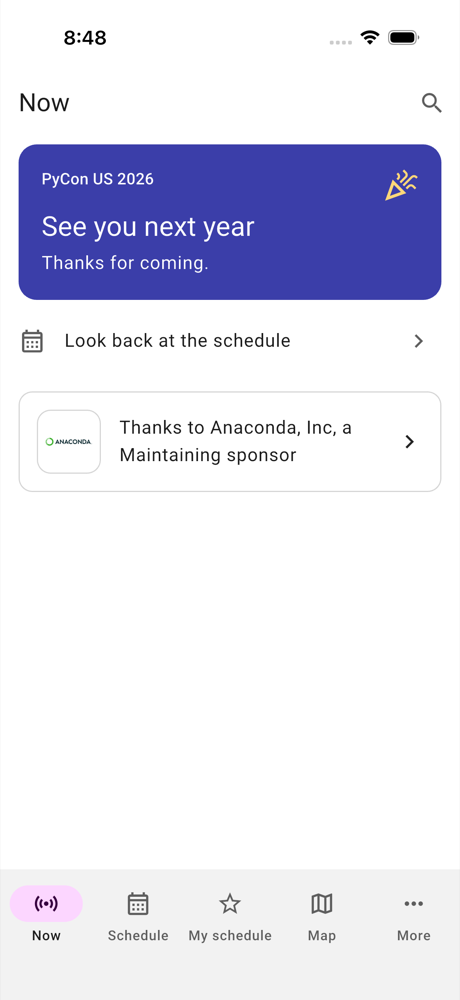 8:48
Now
PyCon US 2026
See you next year
Thanks for coming.
Look back at the schedule
ANACONDA
Thanks to Anaconda, Inc, a
Maintaining sponsor
Now
Schedule
My schedule
Map
More